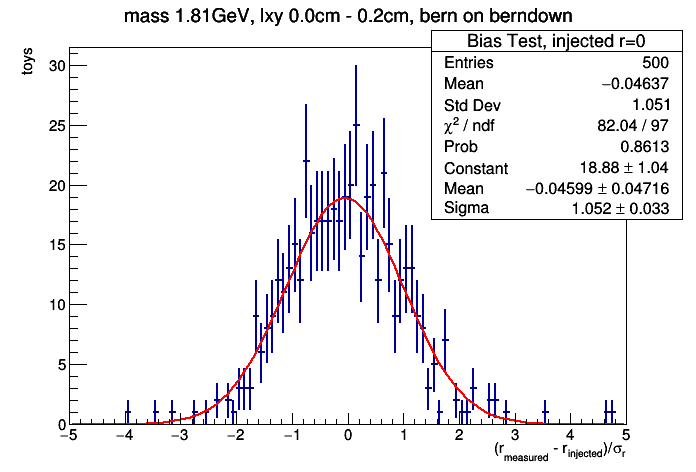 mass 1.81GeV, lxy 0.0cm - 0.2cm, bern on berndown
Bias Test, injected r=0
Entries 500
Mean −0.04637
Std Dev 1.051
χ² / ndf 82.04 / 97
Prob 0.8613
Constant 18.88 ± 1.04
Mean −0.04599 ± 0.04716
Sigma 1.052 ± 0.033
toys
30
25
20
15
10
5
0
−5 −4 −3 −2 −1 0 1 2 3 4 5
(r_measured - r_injected)/σ_r